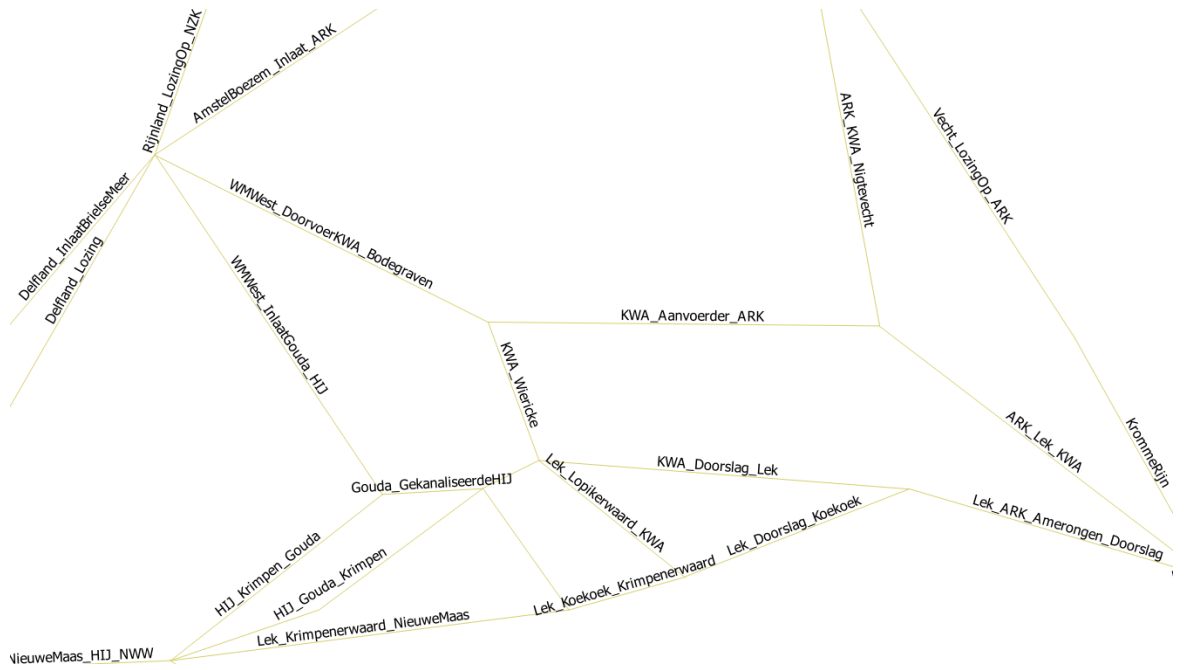 Rijnland_LozingOp_NZK
AmstelBoezem_Inlaat_ARK
ARK_KWA_Nigtevecht
Vecht_LozingOp_ARK
Delfland_InlaatBrielseMeer
Delfland_Lozing
WMWest_DoorvoerKWA_Bodegraven
WMWest_InlaatGouda_HIJ
KWA_Aanvoerder_ARK
KWA_Wiericke
ARK_Lek_KWA
KrommeRijn
Gouda_GekanaliseerdeHIJ
KWA_Doorslag_Lek
Lek_Lopikerwaard_KWA
Lek_Doorslag_Koekoek
Lek_ARK_Amerongen_Doorslag
HIJ_Krimpen_Gouda
HIJ_Gouda_Krimpen
Lek_Koekoek_Krimpenerwaard
Lek_Krimpenerwaard_NieuweMaas
NieuweMaas_HIJ_NWW